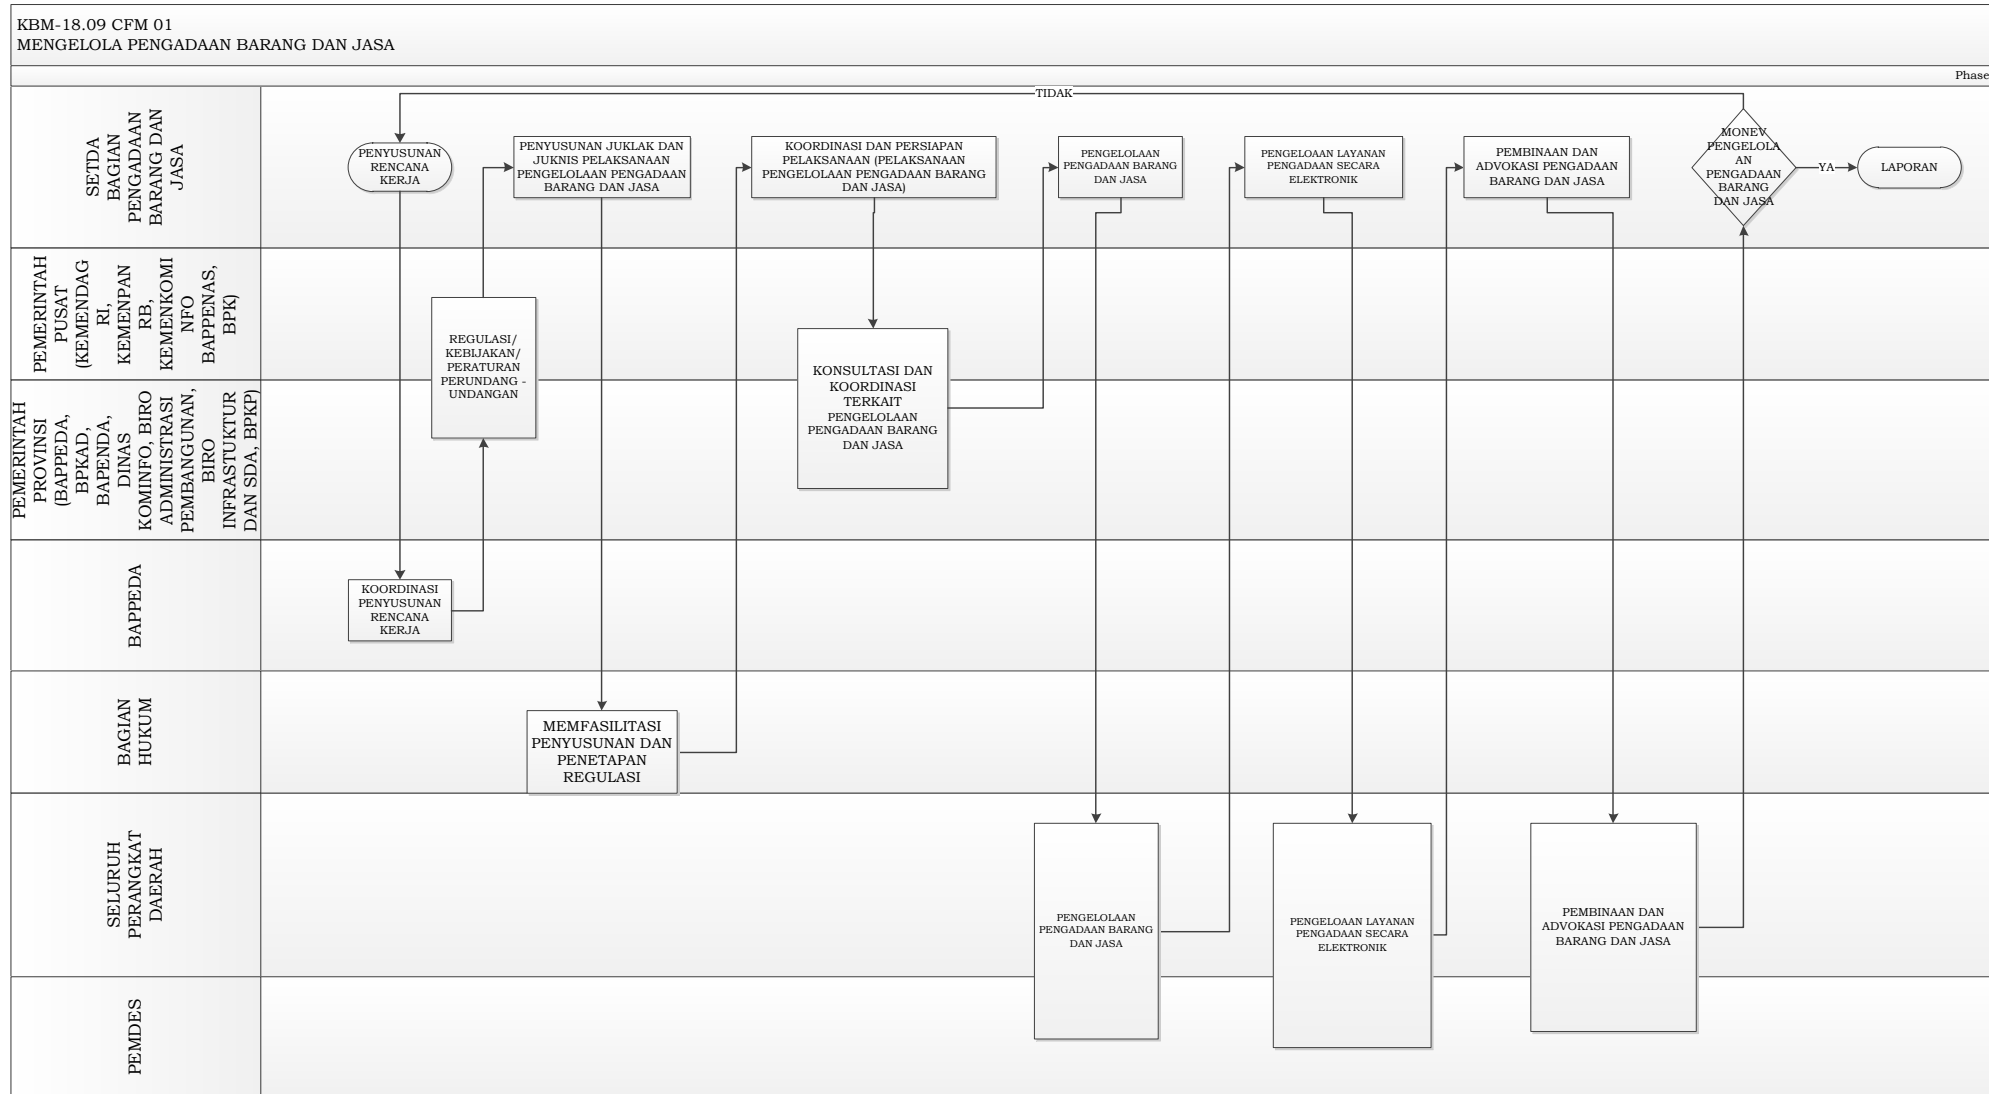 KBM-18.09 CFM 01
MENGELOLA PENGADAAN BARANG DAN JASA
Phase
SETDA
BAGIAN
PENGADAAN
BARANG DAN
JASA
TIDAK
PENYUSUNAN
RENCANA
KERJA
PENYUSUNAN JUKLAK DAN
JUKNIS PELAKSANAAN
PENGELOLAAN PENGADAAN
BARANG DAN JASA
KOORDINASI DAN PERSIAPAN
PELAKSANAAN (PELAKSANAAN
PENGELOLAAN PENGADAAN BARANG
DAN JASA)
PENGELOLAAN
PENGADAAN BARANG
DAN JASA
PENGELOAAN LAYANAN
PENGADAAN SECARA
ELEKTRONIK
PEMBINAAN DAN
ADVOKASI PENGADAAN
BARANG DAN JASA
MONEV
PENGELOLA
AN
PENGADAAN
BARANG
DAN JASA
YA
LAPORAN
PEMERINTAH
PUSAT
(KEMENDAG
RI,
KEMENPAN
RB,
KEMENKOMI
NFO
BAPPENAS,
BPK)
REGULASI/
KEBIJAKAN/
PERATURAN
PERUNDANG -
UNDANGAN
KONSULTASI DAN
KOORDINASI
TERKAIT
PENGELOLAAN
PENGADAAN BARANG
DAN JASA
PEMERINTAH
PROVINSI
(BAPPEDA,
BPKAD,
BAPENDA,
DINAS
KOMINFO, BIRO
ADMINISTRASI
PEMBANGUNAN,
BIRO
INFRASTUKTUR
DAN SDA, BPKP)
BAPPEDA
KOORDINASI
PENYUSUNAN
RENCANA
KERJA
BAGIAN
HUKUM
MEMFASILITASI
PENYUSUNAN DAN
PENETAPAN
REGULASI
SELURUH
PERANGKAT
DAERAH
PENGELOLAAN
PENGADAAN BARANG
DAN JASA
PENGELOAAN LAYANAN
PENGADAAN SECARA
ELEKTRONIK
PEMBINAAN DAN
ADVOKASI PENGADAAN
BARANG DAN JASA
PEMDES